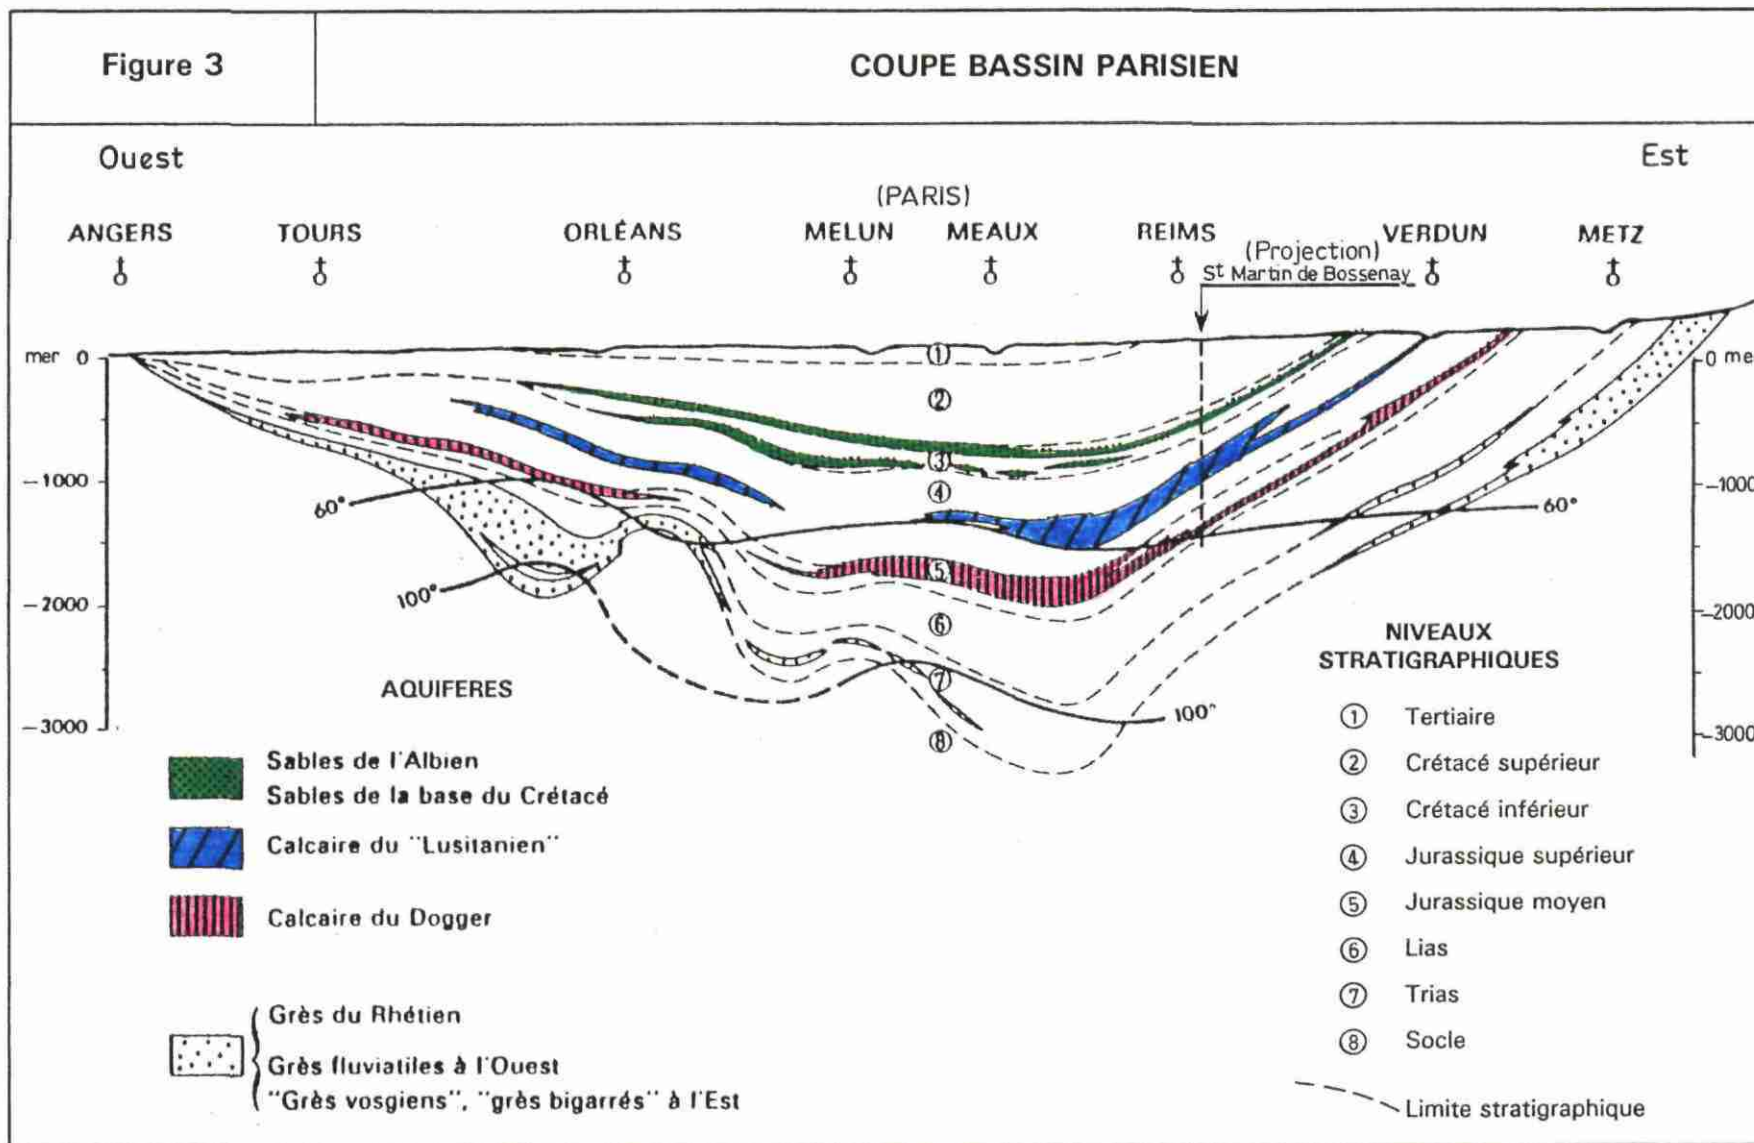 Figure 3
COUPE BASSIN PARISIEN
Ouest
Est
(PARIS)
ANGERS TOURS ORLÉANS MELUN MEAUX REIMS VERDUN METZ
(Projection)
St Martin de Bossenay
mer 0
0 me
①
②
③
④
⑤
⑥
⑦
⑧
−1000
−2000
−3000
−1000
−2000
−3000
60°
100°
60°
100°
AQUIFERES
Sables de l'Albien
Sables de la base du Crétacé
Calcaire du "Lusitanien"
Calcaire du Dogger
Grès du Rhétien
Grès fluviatiles à l'Ouest
"Grès vosgiens", "grès bigarrés" à l'Est
NIVEAUX
STRATIGRAPHIQUES
① Tertiaire
② Crétacé supérieur
③ Crétacé inférieur
④ Jurassique supérieur
⑤ Jurassique moyen
⑥ Lias
⑦ Trias
⑧ Socle
Limite stratigraphique